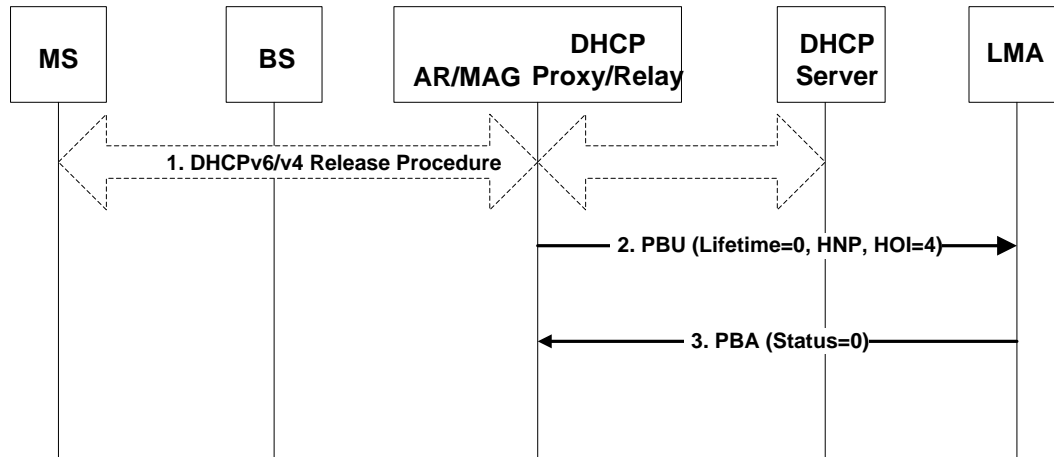 MS
BS
AR/MAG
DHCP
Proxy/Relay
DHCP
Server
LMA
1. DHCPv6/v4 Release Procedure
2. PBU (Lifetime=0, HNP, HOI=4)
3. PBA (Status=0)